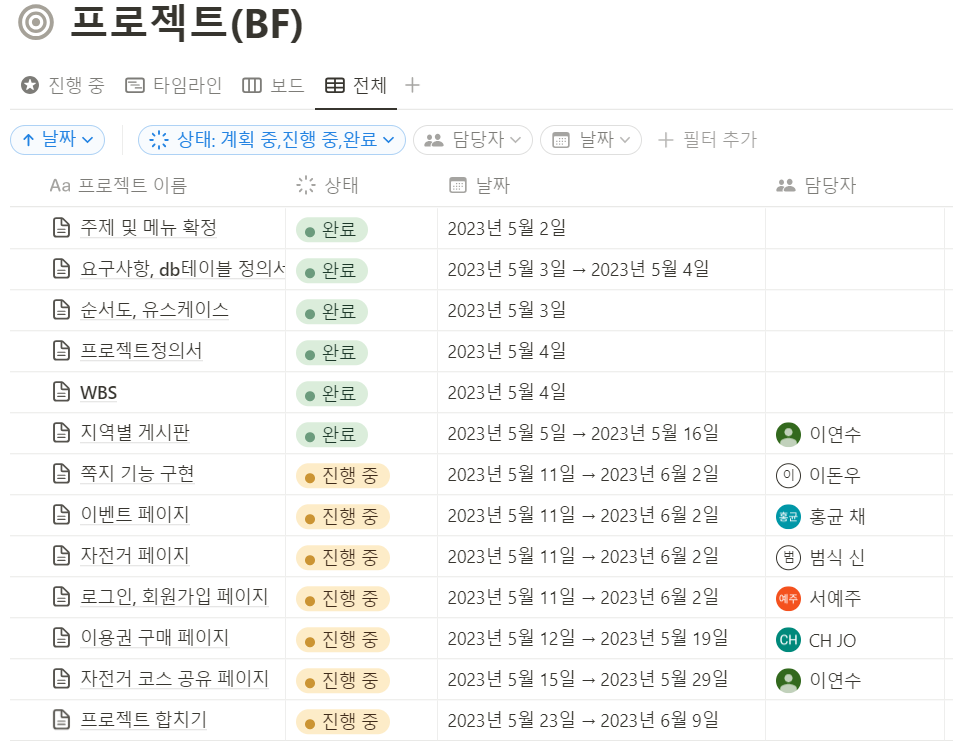 프로젝트(BF)
진행 중 타임라인 보드 전체
날짜 상태: 계획 중,진행 중,완료 담당자 날짜 필터 추가
Aa 프로젝트 이름 상태 날짜 담당자
주제 및 메뉴 확정 완료 2023년 5월 2일
요구사항, db테이블 정의서 완료 2023년 5월 3일 → 2023년 5월 4일
순서도, 유스케이스 완료 2023년 5월 3일
프로젝트정의서 완료 2023년 5월 4일
WBS 완료 2023년 5월 4일
지역별 게시판 완료 2023년 5월 5일 → 2023년 5월 16일 이연수
쪽지 기능 구현 진행 중 2023년 5월 11일 → 2023년 6월 2일 이 이돈우
이벤트 페이지 진행 중 2023년 5월 11일 → 2023년 6월 2일 홍균 홍균 채
자전거 페이지 진행 중 2023년 5월 11일 → 2023년 6월 2일 범 범식 신
로그인, 회원가입 페이지 진행 중 2023년 5월 11일 → 2023년 6월 2일 예주 서예주
이용권 구매 페이지 진행 중 2023년 5월 12일 → 2023년 5월 19일 CH CH JO
자전거 코스 공유 페이지 진행 중 2023년 5월 15일 → 2023년 5월 29일 이연수
프로젝트 합치기 진행 중 2023년 5월 23일 → 2023년 6월 9일